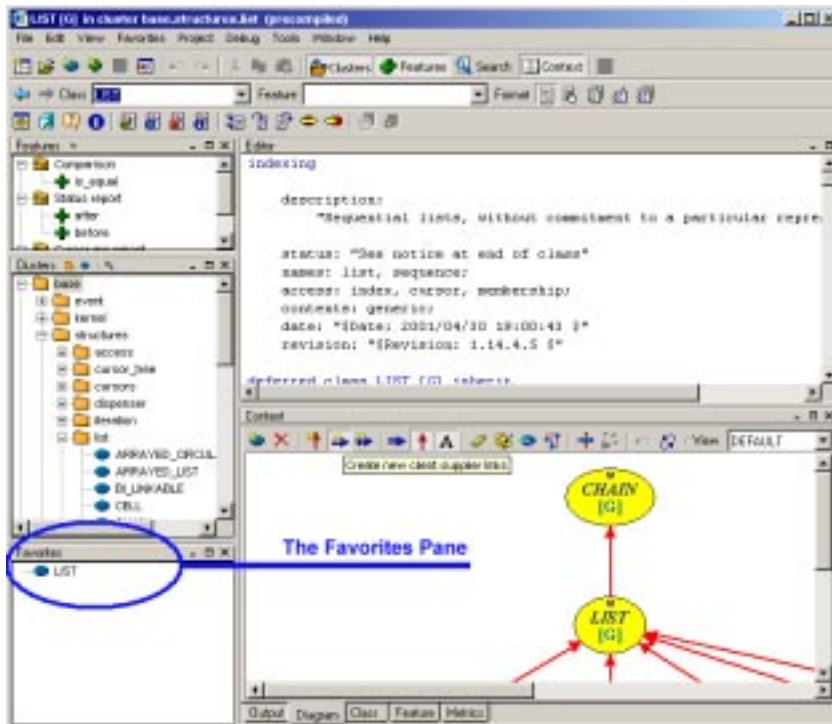 LIST [G] in cluster base.structures.list (precompiled)
File Edit View Favorites Project Debug Tools Window Help
Clusters Features Search Context
Class LIST Feature Format
Features
Comparison
is_equal
Status report
after
before
Clusters
base
event
kernel
structures
access
cursor_tree
cursors
dispenser
iteration
list
ARRAYED_CIRCUL
ARRAYED_LIST
BI_LINKABLE
CELL
Favorites
LIST
Editor
indexing
description:
"Sequential lists, without commitment to a particular repre
status: "See notice at end of class"
names: list, sequence;
access: index, cursor, membership;
contents: generic;
date: "$Date: 2001/04/30 19:00:43 $"
revision: "$Revision: 1.14.4.5 $"
deferred class LIST [G] inherit
Context
View DEFAULT
Create new client-supplier links
CHAIN
[G]
The Favorites Pane
LIST
[G]
Output Diagram Class Feature Metrics